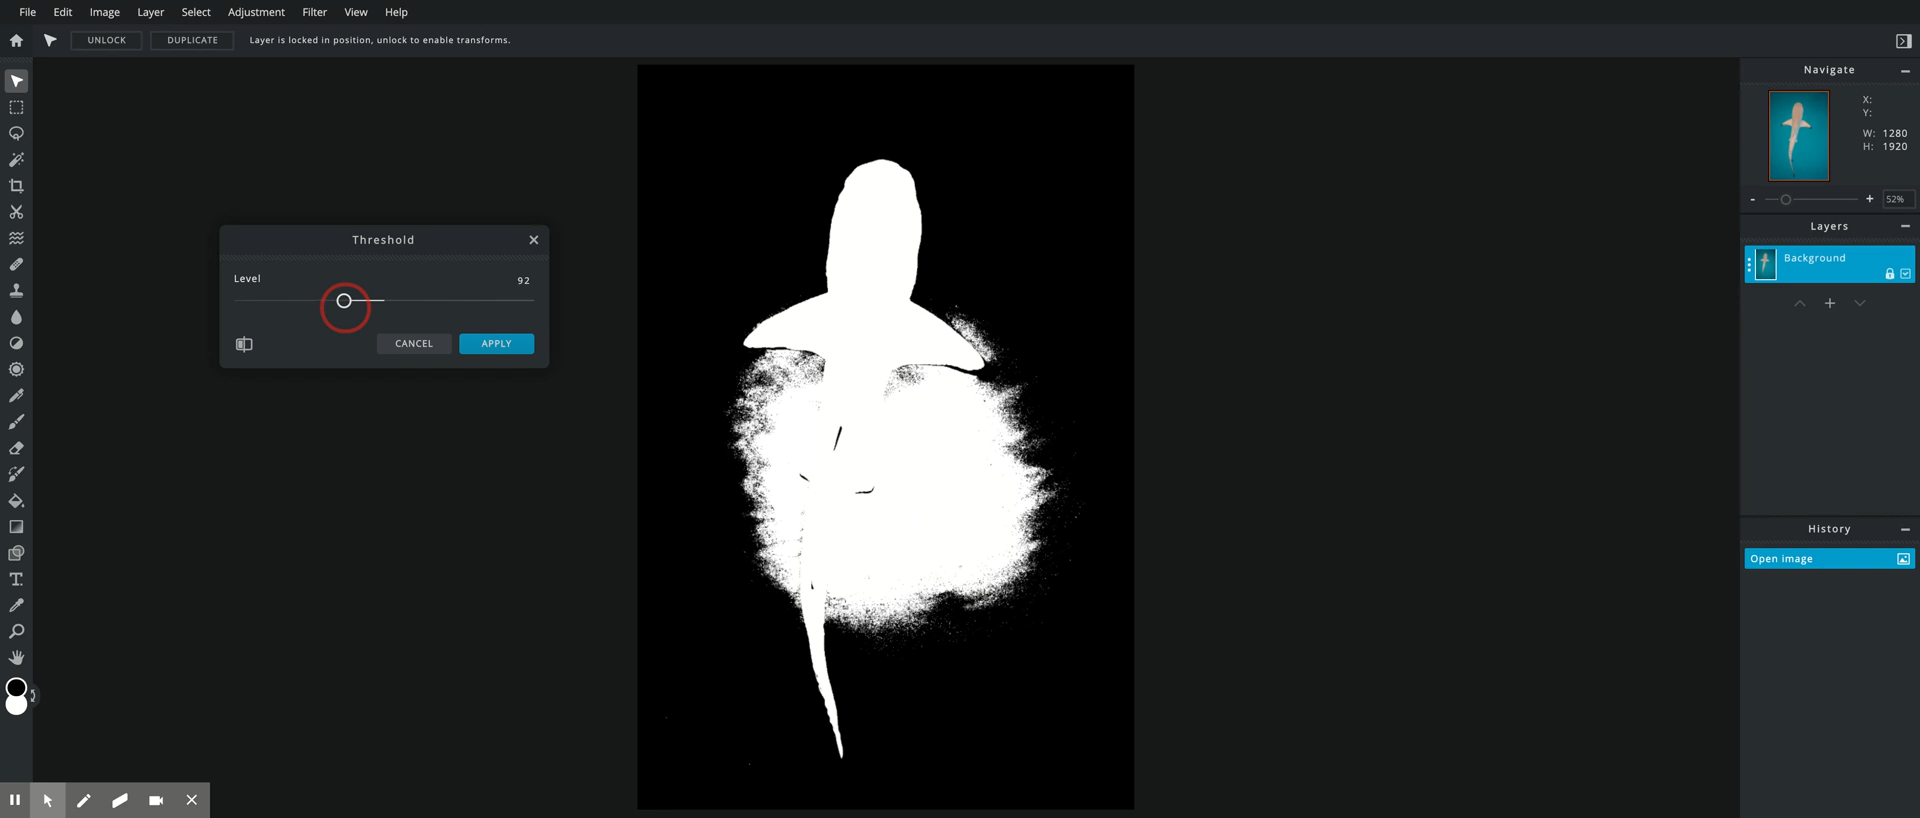 File Edit Image Layer Select Adjustment Filter View Help
UNLOCK DUPLICATE Layer is locked in position, unlock to enable transforms.
Navigate
X:
Y:
W: 1280
H: 1920
- + 52%
Threshold
Level 92
CANCEL APPLY
Layers
Background
History
Open image